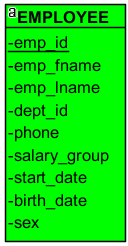 a EMPLOYEE
-emp_id
-emp_fname
-emp_lname
-dept_id
-phone
-salary_group
-start_date
-birth_date
-sex